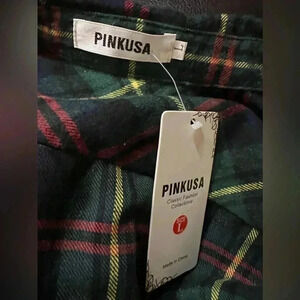 PINKUSA
L
PINKUSA
Classic Fashion
Collections
L
Made in China